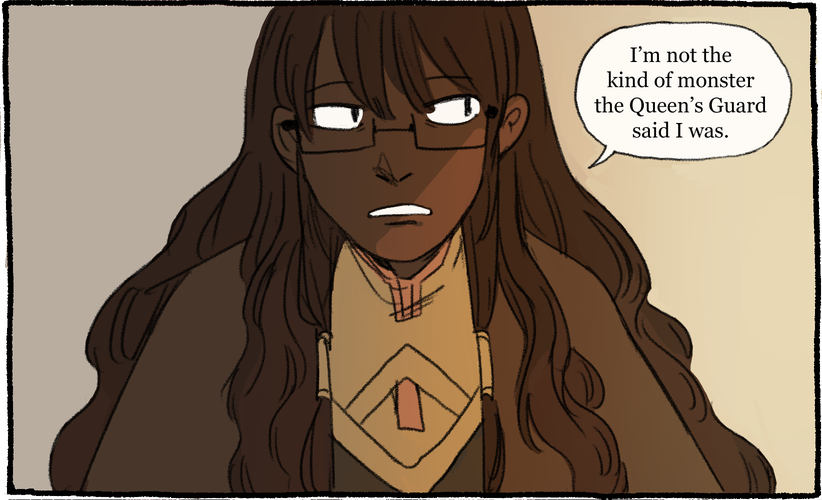 I’m not the
kind of monster
the Queen’s Guard
said I was.